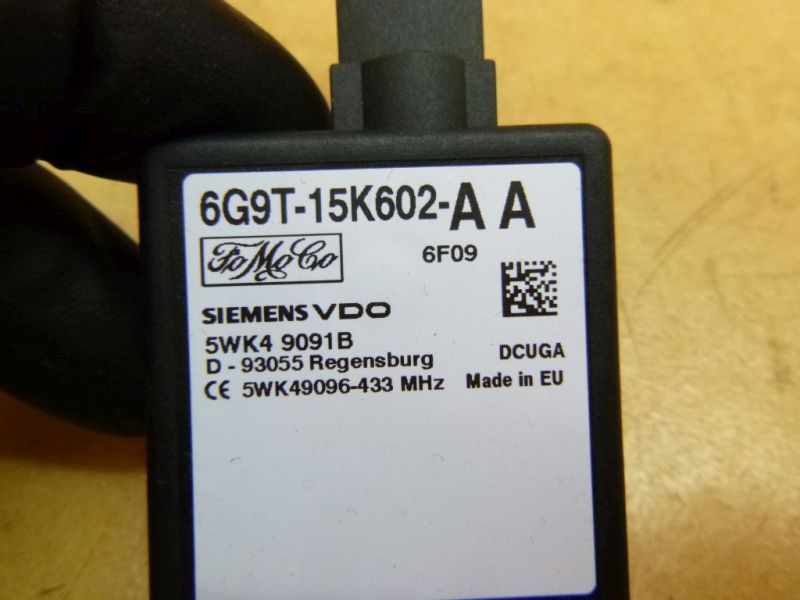 6G9T-15K602-A A
FoMoCo
6F09
SIEMENS VDO
5WK4 9091B
D - 93055 Regensburg
DCUGA
CE 5WK49096-433 MHz
Made in EU